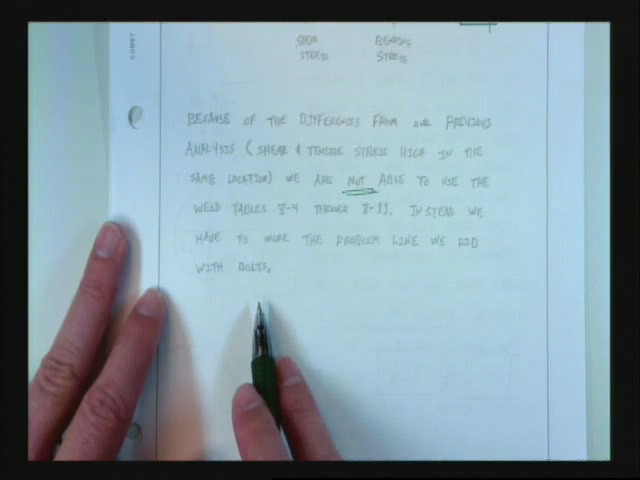 COMET
SHEAR BENDING
STRESS STRESS
BECAUSE OF THE DIFFERENCES FROM OUR PREVIOUS
ANALYSIS (SHEAR & TENSILE STRESS HIGH IN THE
SAME LOCATION) WE ARE NOT ABLE TO USE THE
WELD TABLES 8-4 THROUGH 8-11. INSTEAD WE
HAVE TO WORK THE PROBLEM LIKE WE DID
WITH BOLTS.